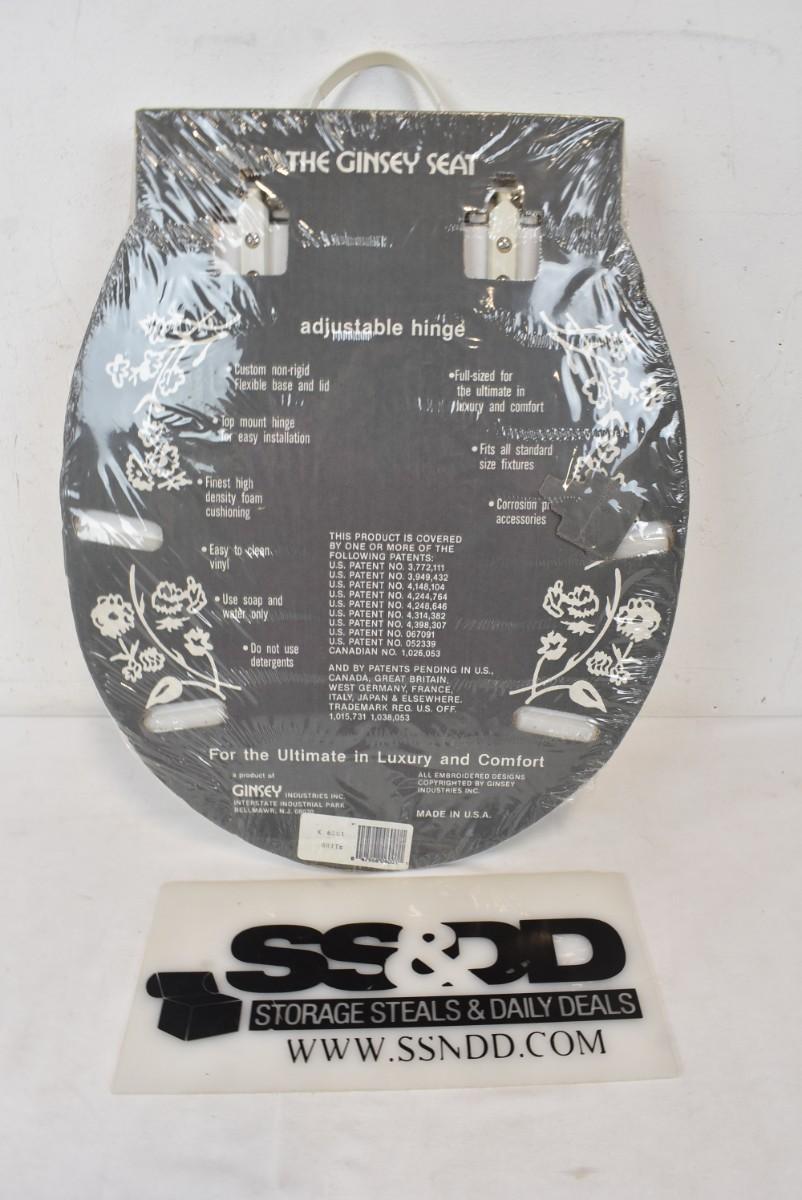 THE GINSEY SEAT
adjustable hinge
•Custom non-rigid
Flexible base and lid
•Top mount hinge
for easy installation
•Finest high
density foam
cushioning
•Easy to clean
vinyl
•Use soap and
water only
•Do not use
detergents
•Full-sized for
the ultimate in
luxury and comfort
•Fits all standard
size fixtures
•Corrosion
accessories
THIS PRODUCT IS COVERED
BY ONE OR MORE OF THE
FOLLOWING PATENTS:
U.S. PATENT NO. 3,772,111
U.S. PATENT NO. 3,949,432
U.S. PATENT NO. 4,148,104
U.S. PATENT NO. 4,244,764
U.S. PATENT NO. 4,248,646
U.S. PATENT NO. 4,314,382
U.S. PATENT NO. 4,398,307
U.S. PATENT NO. 067091
U.S. PATENT NO. 052339
CANADIAN NO. 1,026,053
AND BY PATENTS PENDING IN U.S.,
CANADA, GREAT BRITAIN,
WEST GERMANY, FRANCE,
ITALY, JAPAN & ELSEWHERE.
TRADEMARK REG. U.S. OFF.
1,015,731 1,038,053
For the Ultimate in Luxury and Comfort
a product of
GINSEY INDUSTRIES INC.
INTERSTATE INDUSTRIAL PARK
BELLMAWR, N.J.
ALL EMBROIDERED DESIGNS
COPYRIGHTED BY GINSEY
INDUSTRIES INC.
MADE IN U.S.A.
WHITE
SS&DD
STORAGE STEALS & DAILY DEALS
WWW.SSNDD.COM